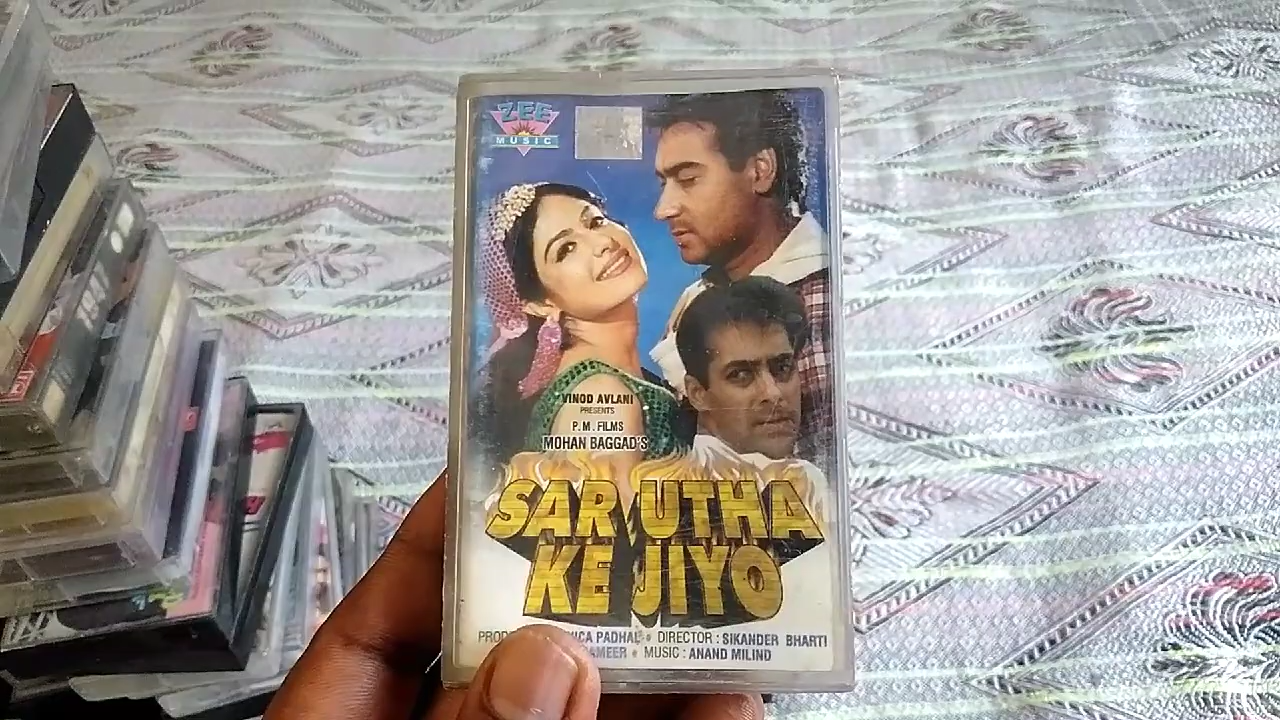 ZEE
MUSIC
VINOD AVLANI
PRESENTS
P. M. FILMS
MOHAN BAGGAD'S
SAR UTHA
KE JIYO
DIRECTOR : SIKANDER BHARTI
MUSIC : ANAND MILIND